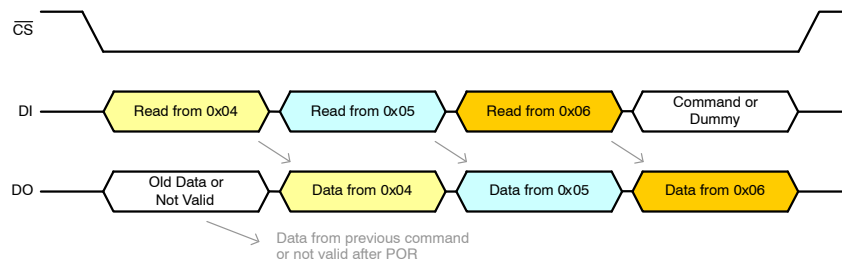 CS
DI
Read from 0x04
Read from 0x05
Read from 0x06
Command or
Dummy
DO
Old Data or
Not Valid
Data from 0x04
Data from 0x05
Data from 0x06
Data from previous command
or not valid after POR